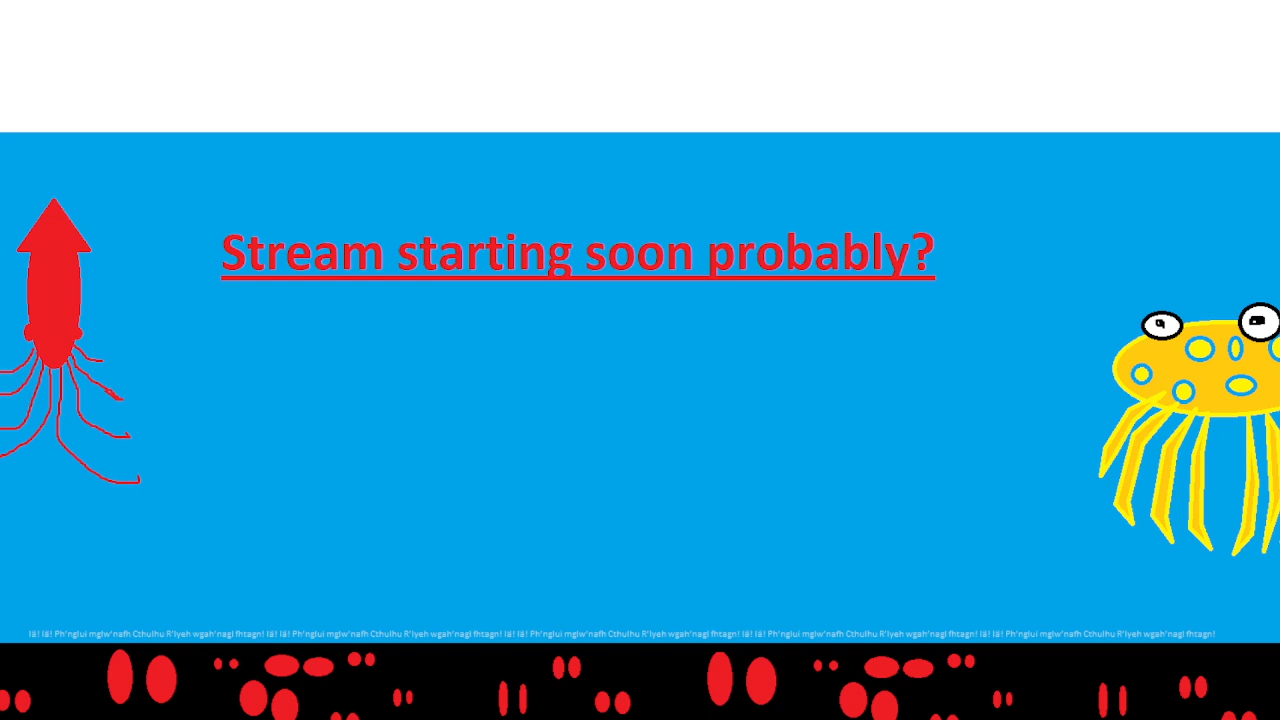 Stream starting soon probably?
Iä! Iä! Ph'nglui mglw'nafh Cthulhu R'lyeh wgah'nagl fhtagn! Iä! Iä! Ph'nglui mglw'nafh Cthulhu R'lyeh wgah'nagl fhtagn! Iä! Iä! Ph'nglui mglw'nafh Cthulhu R'lyeh wgah'nagl fhtagn! Iä! Iä! Ph'nglui mglw'nafh Cthulhu R'lyeh wgah'nagl fhtagn! Iä! Iä! Ph'nglui mglw'nafh Cthulhu R'lyeh wgah'nagl fhtagn!